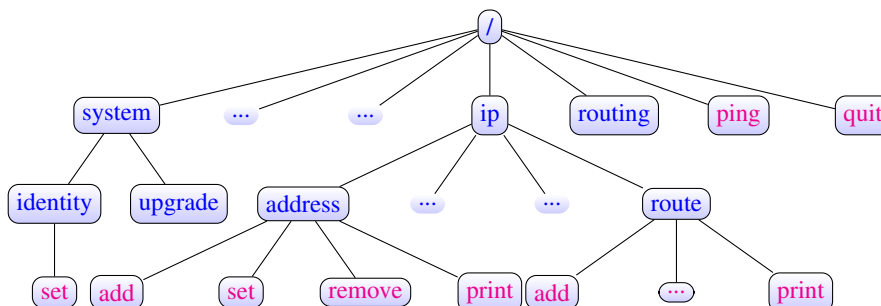 /
system ... ... ip routing ping quit
identity upgrade address ... ... route
set add set remove print add ... print